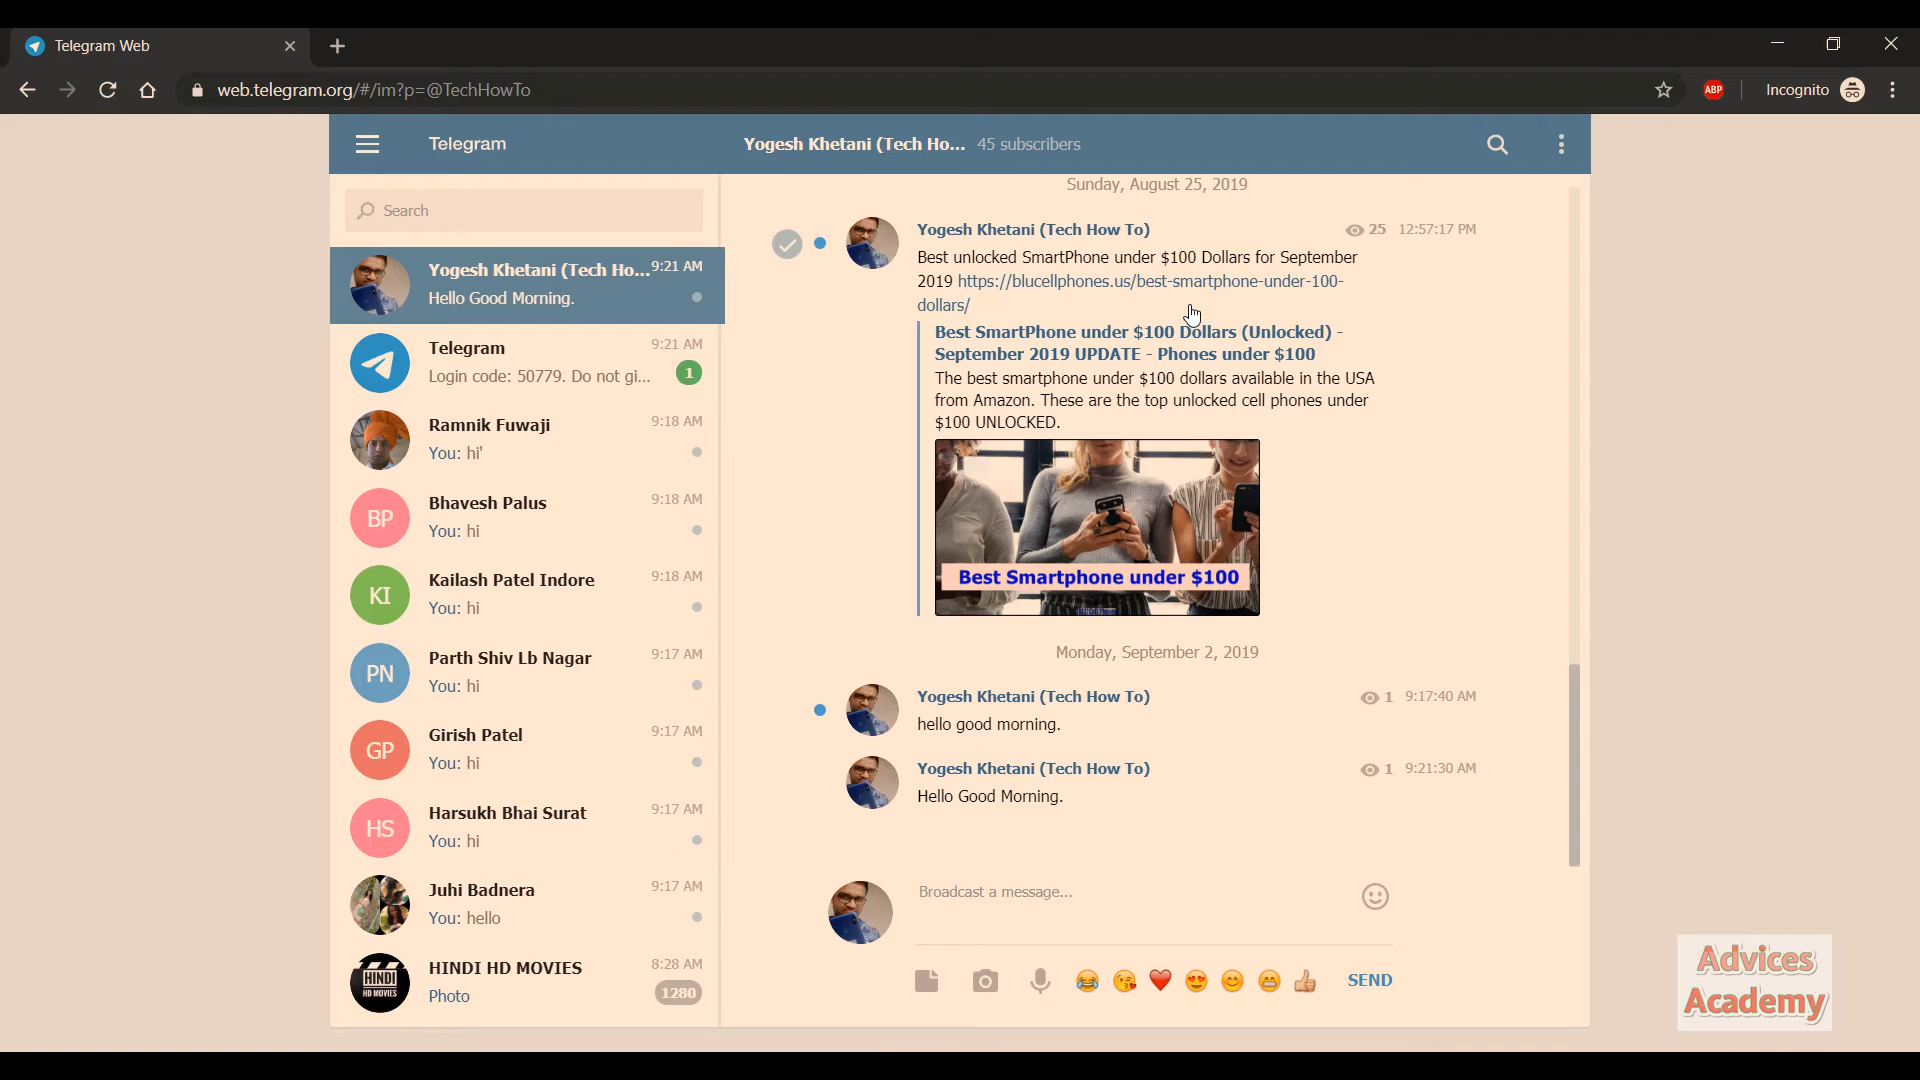 Telegram Web
web.telegram.org/#/im?p=@TechHowTo
ABP
Incognito
Telegram
Yogesh Khetani (Tech Ho... 45 subscribers
Search
Yogesh Khetani (Tech Ho... 9:21 AM
Hello Good Morning.
Telegram 9:21 AM
Login code: 50779. Do not gi... 1
Ramnik Fuwaji 9:18 AM
You: hi'
BP
Bhavesh Palus 9:18 AM
You: hi
KI
Kailash Patel Indore 9:18 AM
You: hi
PN
Parth Shiv Lb Nagar 9:17 AM
You: hi
GP
Girish Patel 9:17 AM
You: hi
HS
Harsukh Bhai Surat 9:17 AM
You: hi
Juhi Badnera 9:17 AM
You: hello
HINDI
HD MOVIES
HINDI HD MOVIES 8:28 AM
Photo 1280
Sunday, August 25, 2019
Yogesh Khetani (Tech How To) 25 12:57:17 PM
Best unlocked SmartPhone under $100 Dollars for September
2019 https://blucellphones.us/best-smartphone-under-100-
dollars/
Best SmartPhone under $100 Dollars (Unlocked) -
September 2019 UPDATE - Phones under $100
The best smartphone under $100 dollars available in the USA
from Amazon. These are the top unlocked cell phones under
$100 UNLOCKED.
Best Smartphone under $100
Monday, September 2, 2019
Yogesh Khetani (Tech How To) 1 9:17:40 AM
hello good morning.
Yogesh Khetani (Tech How To) 1 9:21:30 AM
Hello Good Morning.
Broadcast a message...
SEND
Advices
Academy